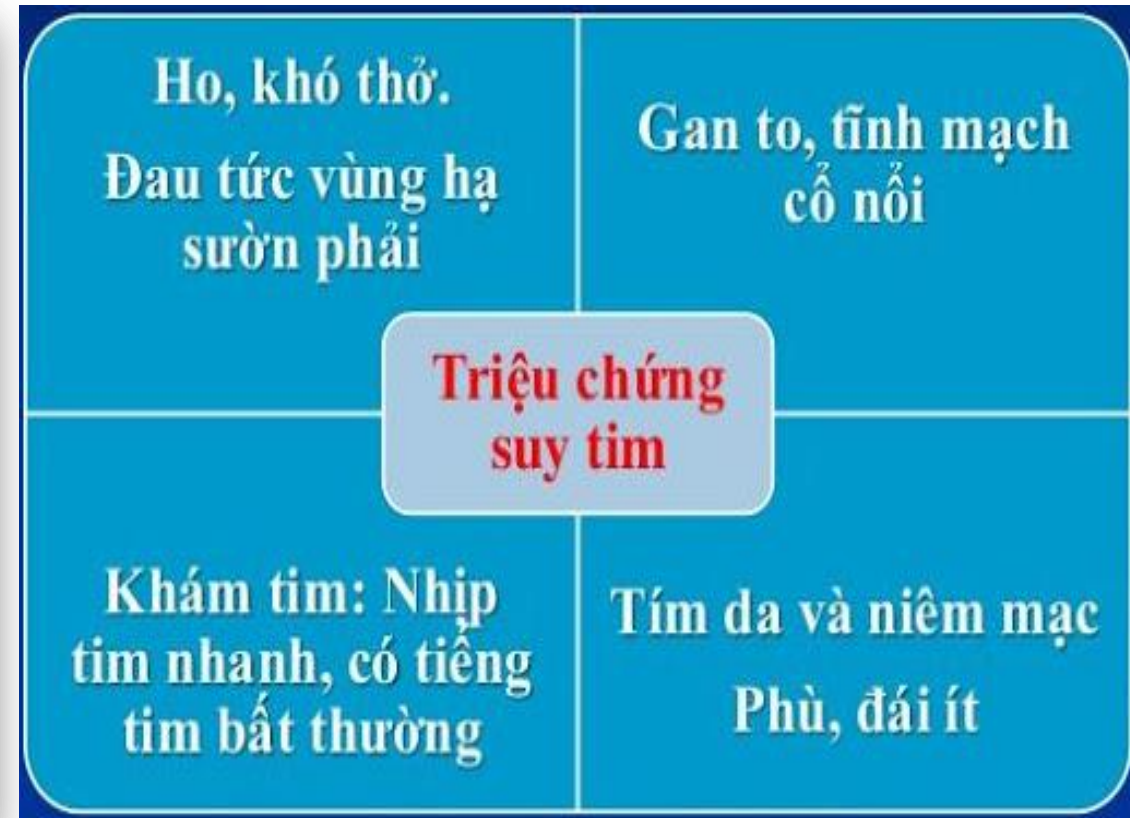 Ho, khó thở.
Đau tức vùng hạ
sườn phải
Gan to, tĩnh mạch
cổ nổi
Triệu chứng
suy tim
Khám tim: Nhịp
tim nhanh, có tiếng
tim bất thường
Tím da và niêm mạc
Phù, đái ít